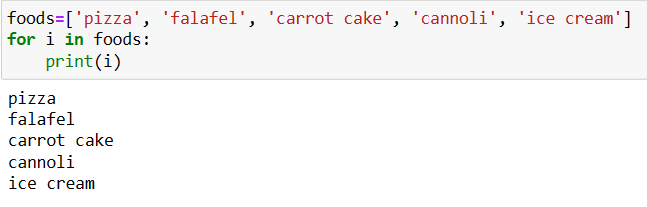 foods=['pizza', 'falafel', 'carrot cake', 'cannoli', 'ice cream']
for i in foods:
    print(i)
pizza
falafel
carrot cake
cannoli
ice cream